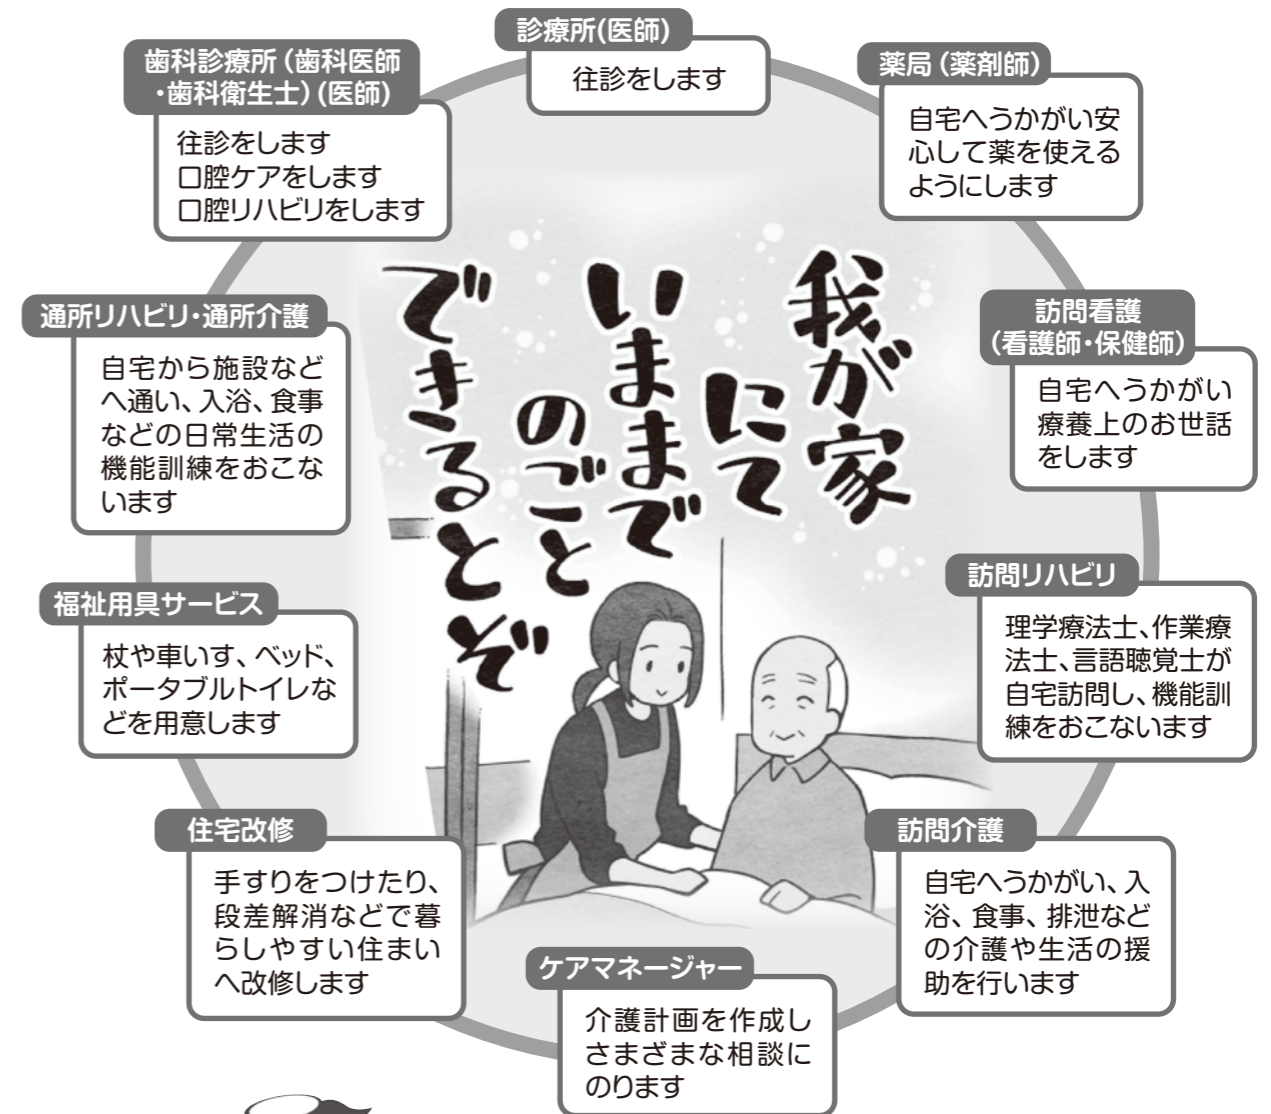 診療所(医師)
往診をします
薬局（薬剤師）
自宅へうかがい安
心して薬を使える
ようにします
訪問看護
（看護師・保健師）
自宅へうかがい
療養上のお世話
をします
訪問リハビリ
理学療法士、作業療
法士、言語聴覚士が
自宅訪問し、機能訓
練をおこないます
訪問介護
自宅へうかがい、入
浴、食事、排泄など
の介護や生活の援
助を行います
ケアマネージャー
介護計画を作成し
さまざまな相談に
のります
住宅改修
手すりをつけたり、
段差解消などで暮
らしやすい住まい
へ改修します
福祉用具サービス
杖や車いす、ベッド、
ポータブルトイレな
どを用意します
通所リハビリ・通所介護
自宅から施設など
へ通い、入浴、食事
などの日常生活の
機能訓練をおこな
います
歯科診療所（歯科医師
・歯科衛生士）(医師)
往診をします
口腔ケアをします
口腔リハビリをします
我が家
にて
いままで
のごと
できるとぞ